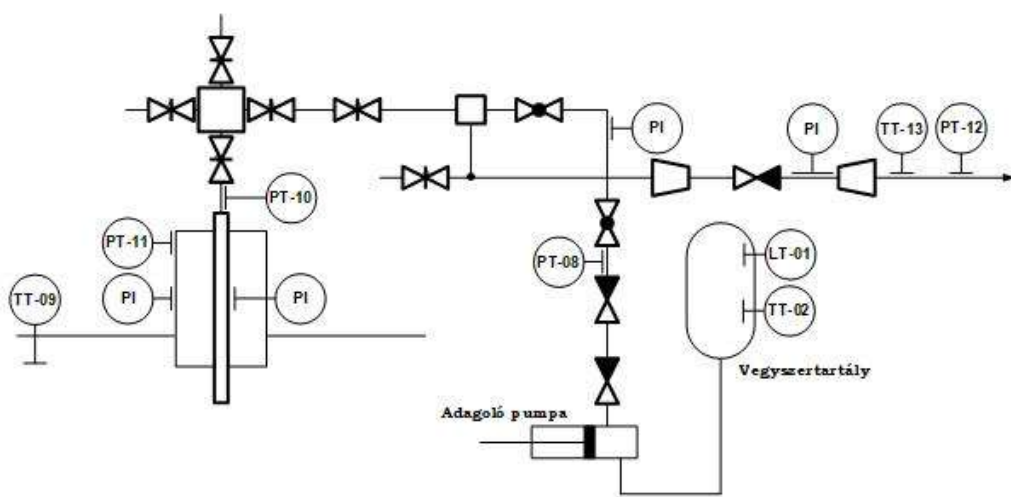 PI
PI
TT-13
PT-12
PT-10
PT-11
PT-08
LT-01
TT-09
PI
PI
TT-02
Vegyszertartály
Adagoló pumpa